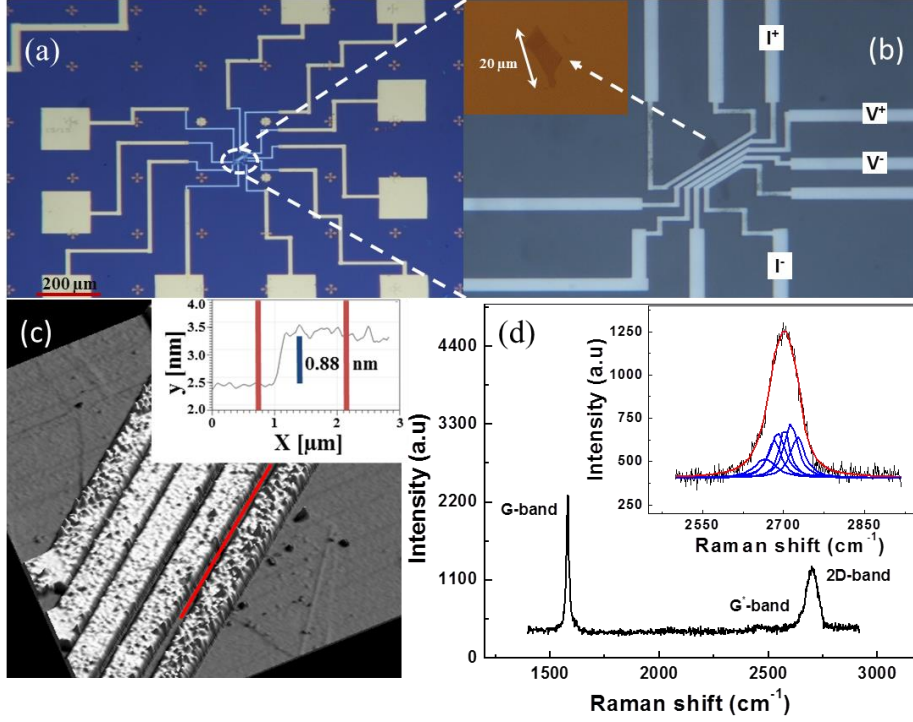 (a)
200 µm
(b)
20 µm
I+
V+
V-
I-
(c)
y [nm]
4.0
3.5
3.0
2.5
2.0
0.88 nm
0
1
2
3
X [µm]
(d)
Intensity (a.u)
4400
3300
2200
1100
0
G-band
G*-band
2D-band
1500
2000
2500
3000
Raman shift (cm-1)
Intensity (a.u)
1250
1000
750
500
250
2550
2700
2850
Raman shift (cm-1)